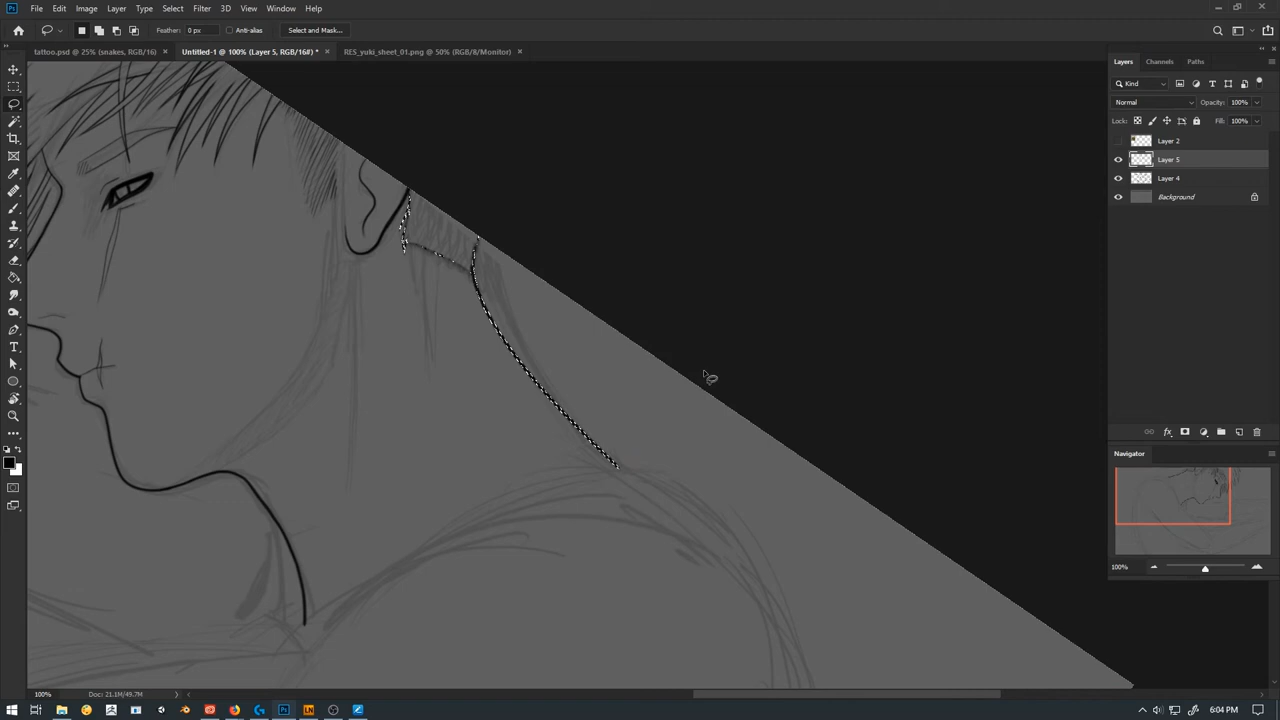 File Edit Image Layer Type Select Filter 3D View Window Help
Feather: 0 px Anti-alias Select and Mask...
tattoo.psd @ 25% (snakes, RGB/16) × Untitled-1 @ 100% (Layer 5, RGB/16#) * × RES_yuki_sheet_01.png @ 50% (RGB/8/Monitor) ×
Layers Channels Paths
Kind
Normal Opacity: 100%
Lock: Fill: 100%
Layer 2
Layer 5
Layer 4
Background
fx
Navigator
100%
100% Doc: 21.1M/49.7M
6:04 PM